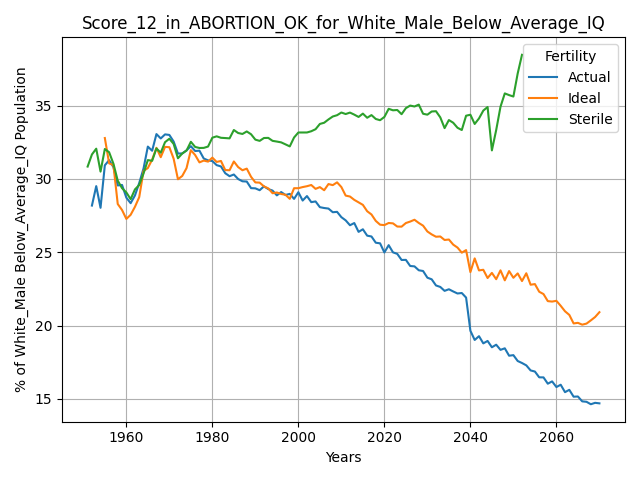 Score_12_in_ABORTION_OK_for_White_Male_Below_Average_IQ
Fertility
Actual
Ideal
Sterile
% of White_Male Below_Average_IQ Population
35
30
25
20
15
1960
1980
2000
2020
2040
2060
Years